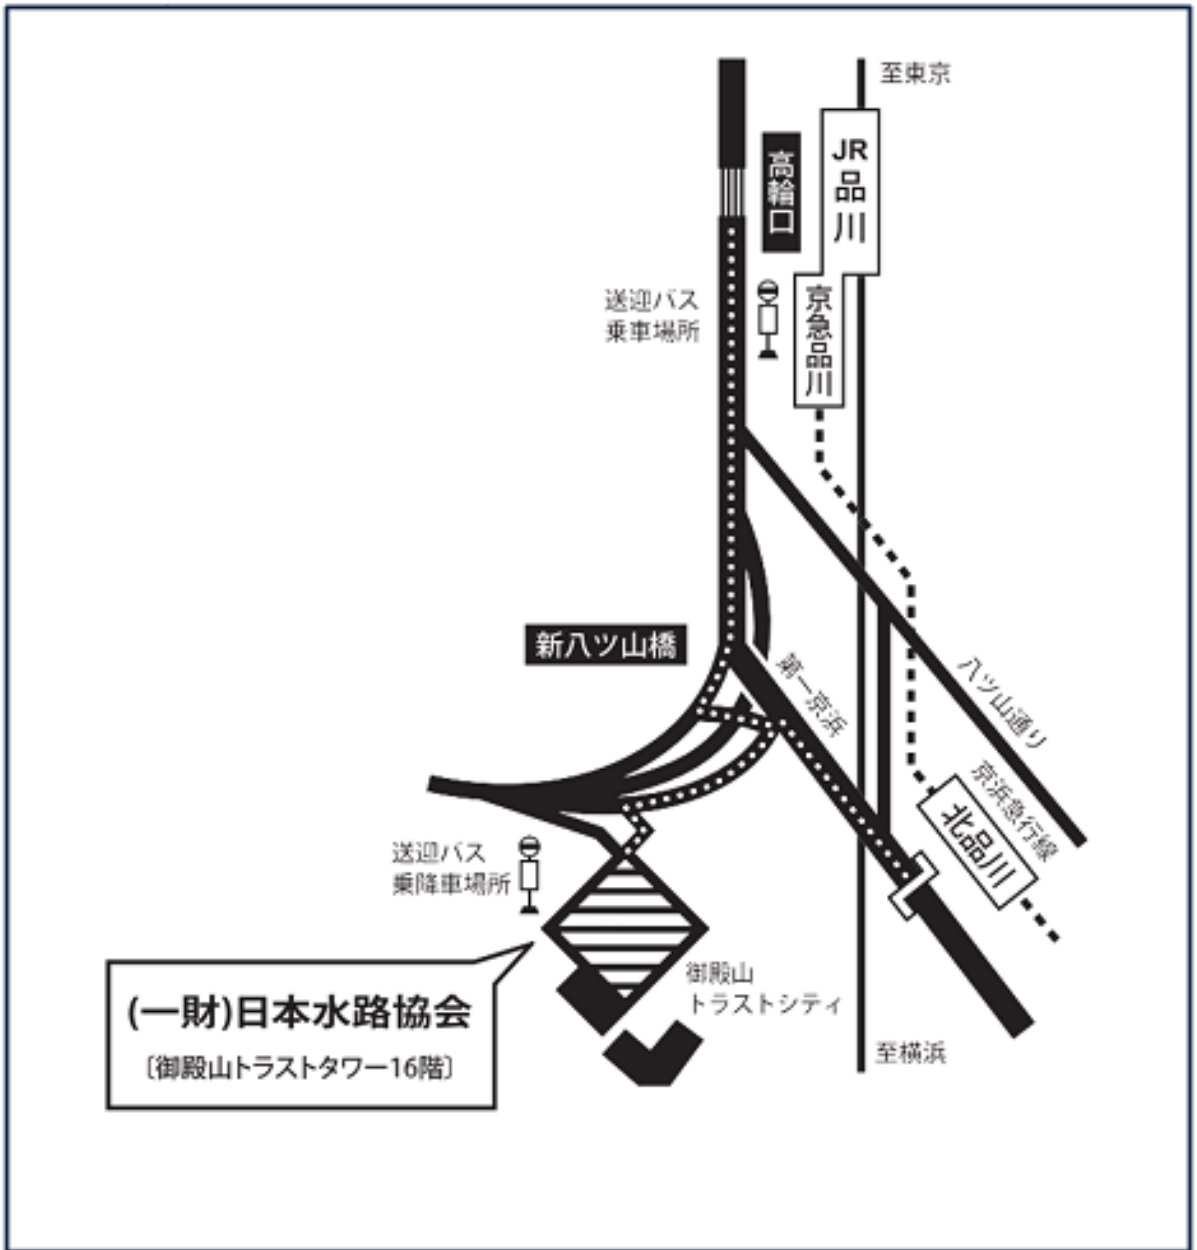 至東京
JR
品川
高輪口
京急品川
送迎バス
乗車場所
新八ツ山橋
第一京浜
八ツ山通り
京浜急行線
北品川
送迎バス
乗降車場所
御殿山
トラストシティ
(一財)日本水路協会
〔御殿山トラストタワー16階〕
至横浜